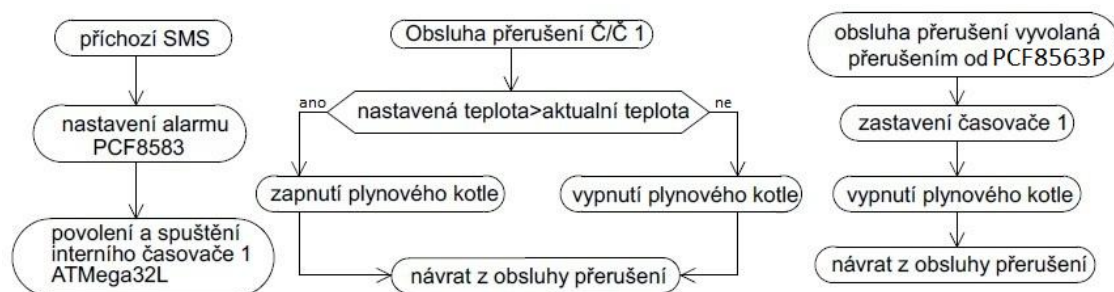 příchozí SMS
nastavení alarmu
PCF8583
povolení a spuštění
interního časovače 1
ATMega32L
Obsluha přerušení Č/Č 1
ano
nastavená teplota>aktualní teplota
ne
zapnutí plynového kotle
vypnutí plynového kotle
návrat z obsluhy přerušení
obsluha přerušení vyvolaná
přerušením od PCF8563P
zastavení časovače 1
vypnutí plynového kotle
návrat z obsluhy přerušení